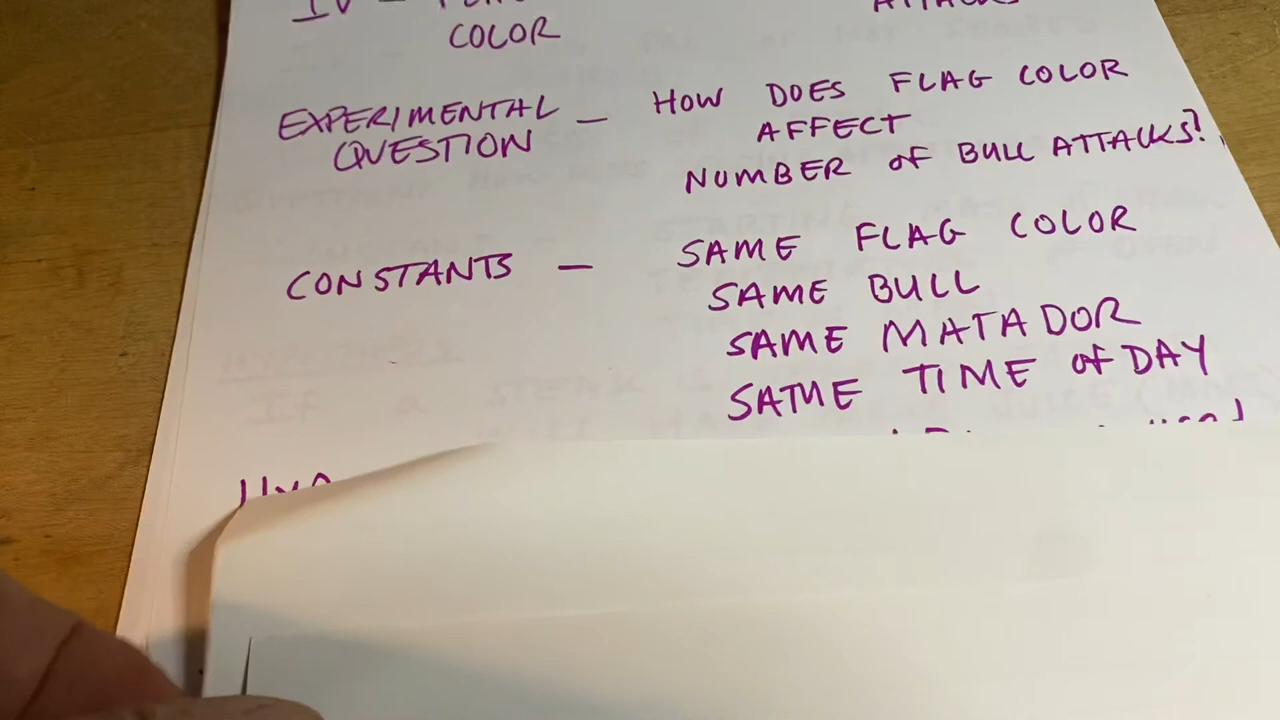 IV -
COLOR
EXPERIMENTAL QUESTION - HOW DOES FLAG COLOR
AFFECT
NUMBER of BULL ATTACKS?
CONSTANTS - SAME FLAG COLOR
SAME BULL
SAME MATADOR
SAME TIME of DAY